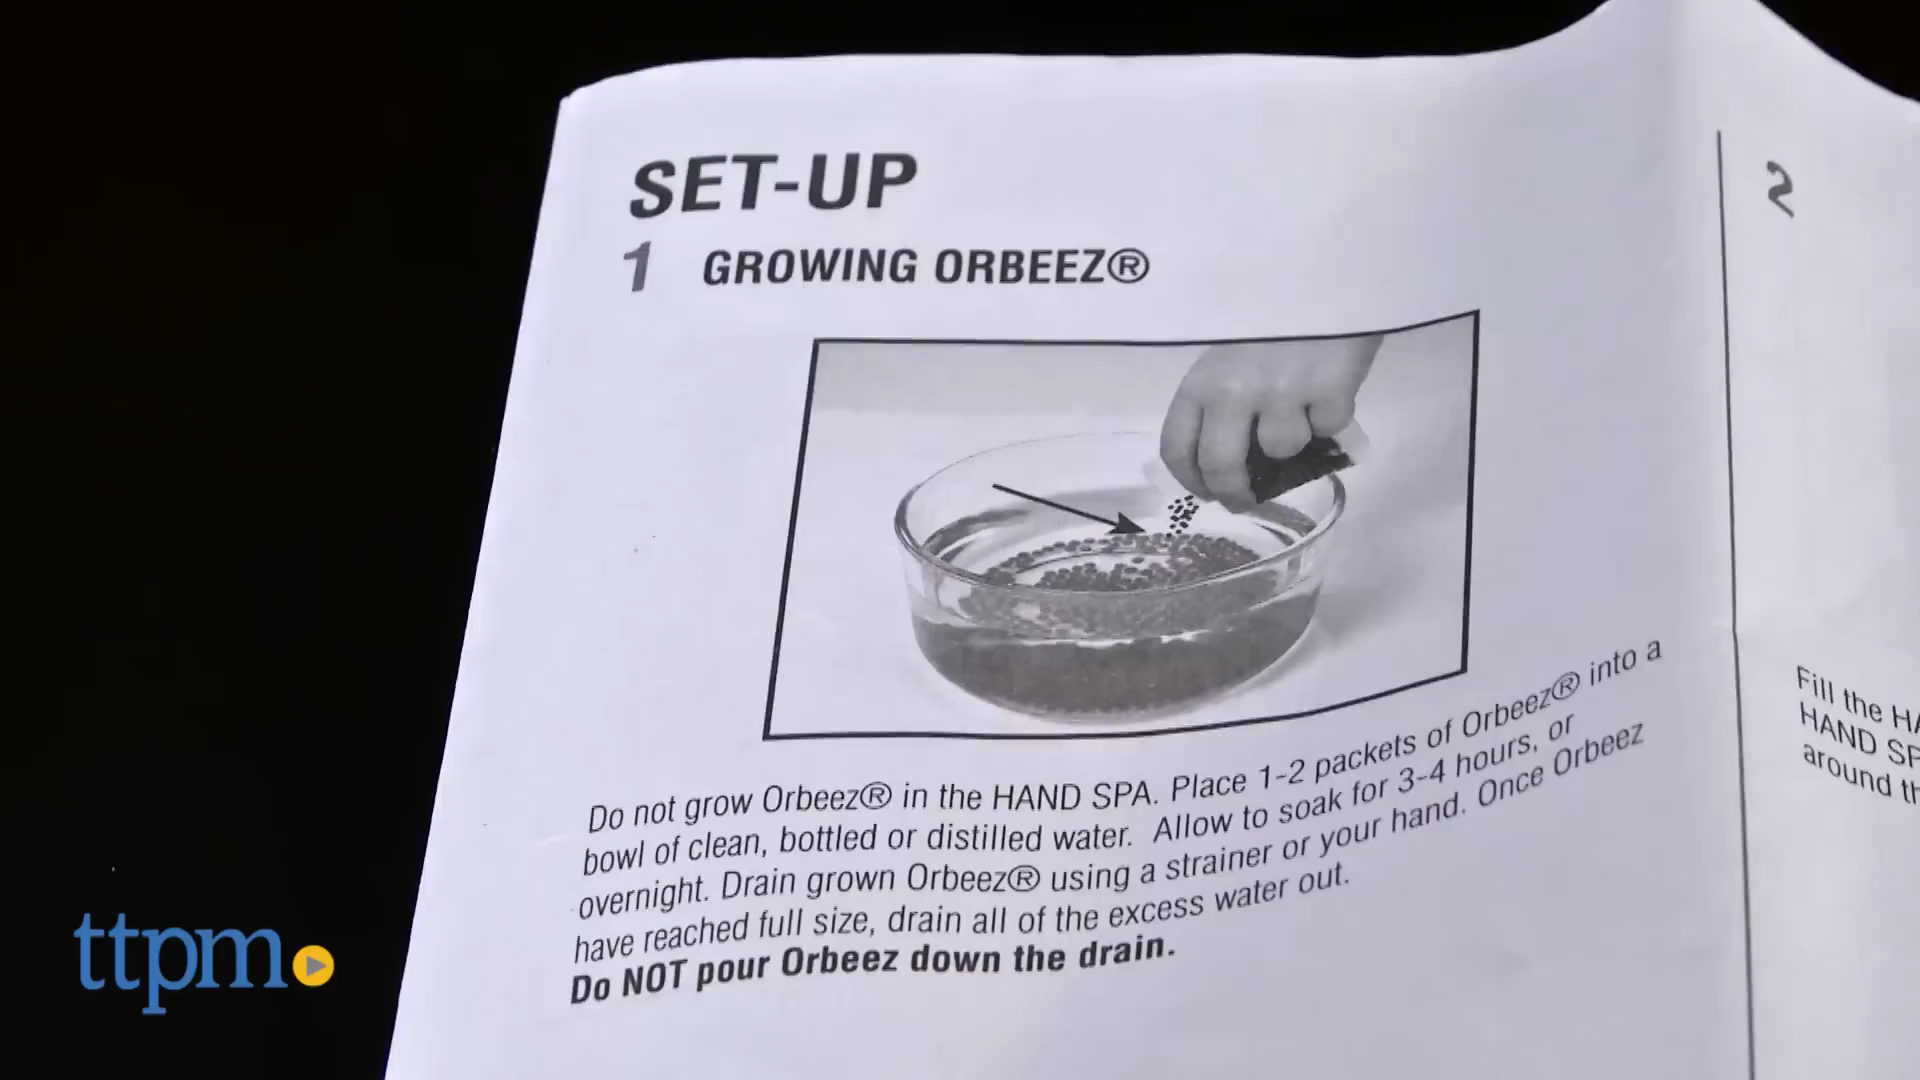 SET-UP
1 GROWING ORBEEZ®
Do not grow Orbeez® in the HAND SPA. Place 1-2 packets of Orbeez® into a
bowl of clean, bottled or distilled water. Allow to soak for 3-4 hours, or
overnight. Drain grown Orbeez® using a strainer or your hand. Once Orbeez
have reached full size, drain all of the excess water out.
Do NOT pour Orbeez down the drain.
2
Fill the
HAND
around
ttpm